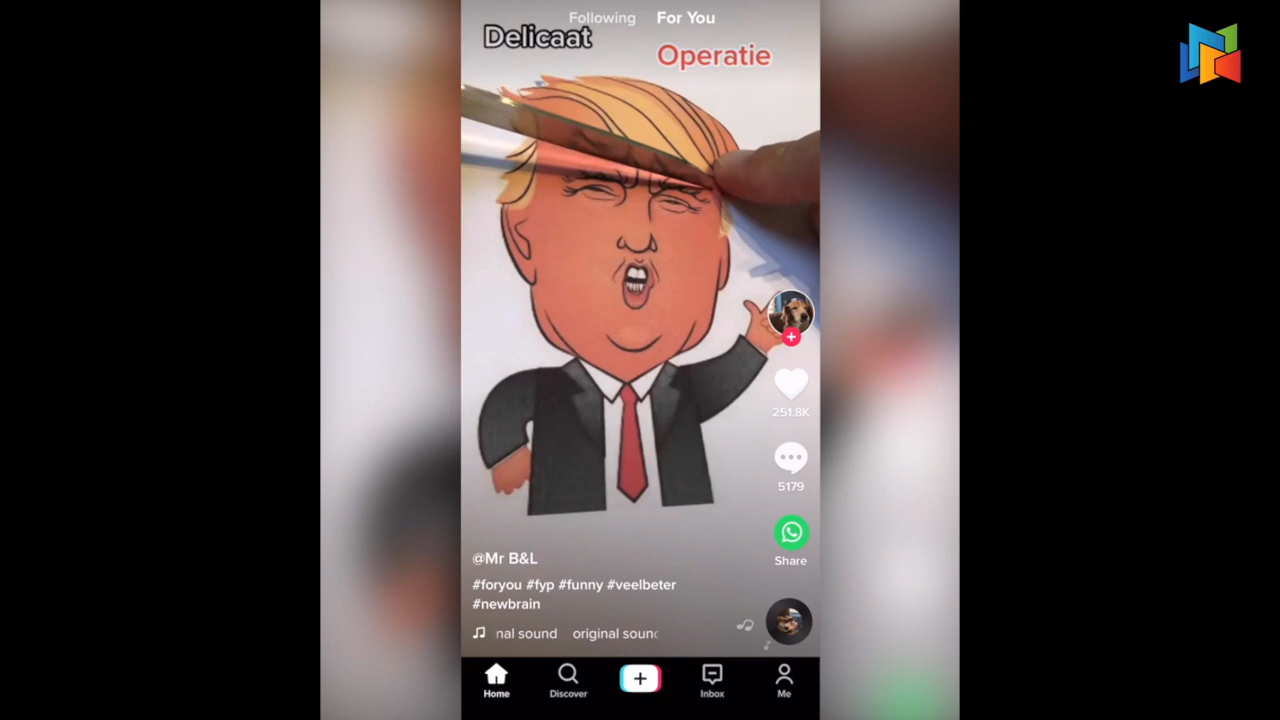 Following
For You
Delicaat
Operatie
251.8K
5179
Share
@Mr B&L
#foryou #fyp #funny #veelbeter
#newbrain
nal sound original soun
Home
Discover
Inbox
Me